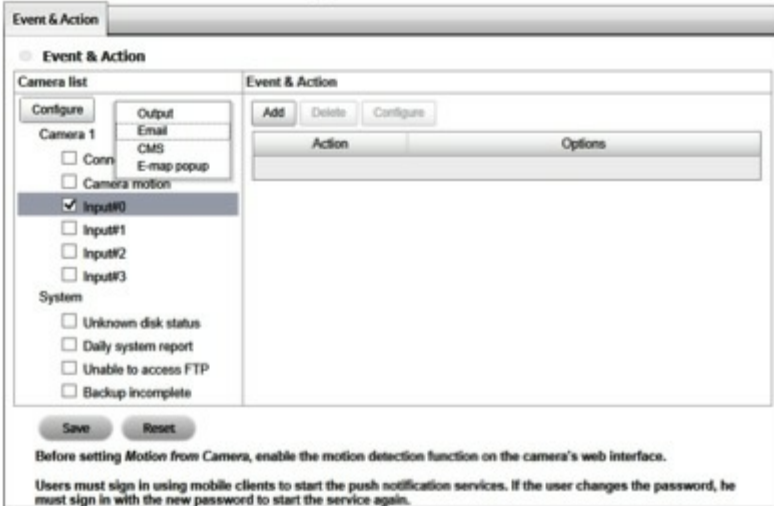 Event & Action
Event & Action
Camera list
Configure
Output
Email
CMS
E-map popup
Camera 1
Conn
Camera motion
Input#0
Input#1
Input#2
Input#3
System
Unknown disk status
Daily system report
Unable to access FTP
Backup incomplete
Event & Action
Add Delete Configure
Action Options
Save Reset
Before setting Motion from Camera, enable the motion detection function on the camera's web interface.
Users must sign in using mobile clients to start the push notification services. If the user changes the password, he
must sign in with the new password to start the service again.